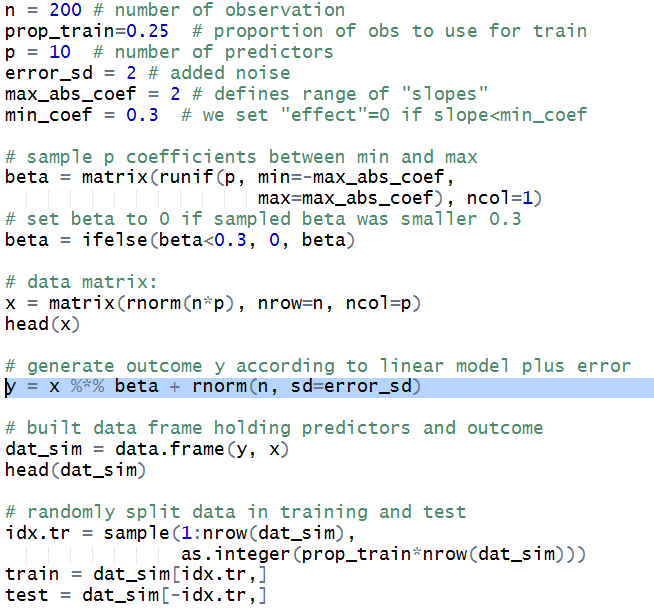 n = 200 # number of observation
prop_train=0.25  # proportion of obs to use for train
p = 10  # number of predictors
error_sd = 2 # added noise
max_abs_coef = 2 # defines range of "slopes"
min_coef = 0.3  # we set "effect"=0 if slope<min_coef
# sample p coefficients between min and max
beta = matrix(runif(p, min=-max_abs_coef,
                       max=max_abs_coef), ncol=1)
# set beta to 0 if sampled beta was smaller 0.3
beta = ifelse(beta<0.3, 0, beta)
# data matrix:
x = matrix(rnorm(n*p), nrow=n, ncol=p)
head(x)
# generate outcome y according to linear model plus error
y = x %*% beta + rnorm(n, sd=error_sd)
# built data frame holding predictors and outcome
dat_sim = data.frame(y, x)
head(dat_sim)
# randomly split data in training and test
idx.tr = sample(1:nrow(dat_sim),
                as.integer(prop_train*nrow(dat_sim)))
train = dat_sim[idx.tr,]
test = dat_sim[-idx.tr,]